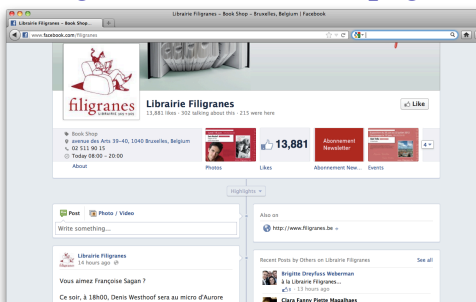 Librairie Filigranes – Book Shop – Bruxelles, Belgium | Facebook
Librairie Filigranes – Book Shop...
www.facebook.com/filigranes
filigranes
Librairie Filigranes
13,881 likes · 302 talking about this · 215 were here
Like
Book Shop
avenue des Arts 39-40, 1040 Bruxelles, Belgium
02 511 90 15
Today 08:00 – 20:00
About
Photos
13,881
Likes
Abonnement
Newsletter
Abonnement New...
Events
4
Highlights
Post
Photo / Video
Write something...
Also on
http://www.filigranes.be
Librairie Filigranes
14 hours ago
Vous aimez Françoise Sagan ?
Ce soir, à 18h00, Denis Westhoof sera au micro d'Aurore
Recent Posts by Others on Librairie Filigranes
See all
Brigitte Dreyfuss Weberman
à la Librairie Filigranes...
5 · 13 hours ago
Clara Fanny Piette Magalhaes